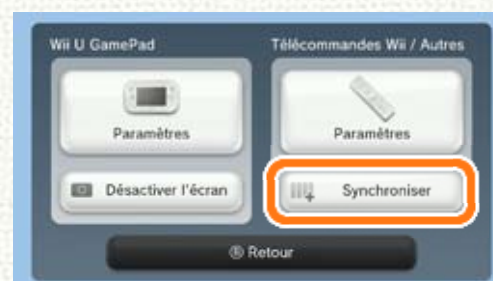 Wii U GamePad
Télécommandes Wii / Autres
Paramètres
Paramètres
Désactiver l'écran
Synchroniser
Ⓑ Retour